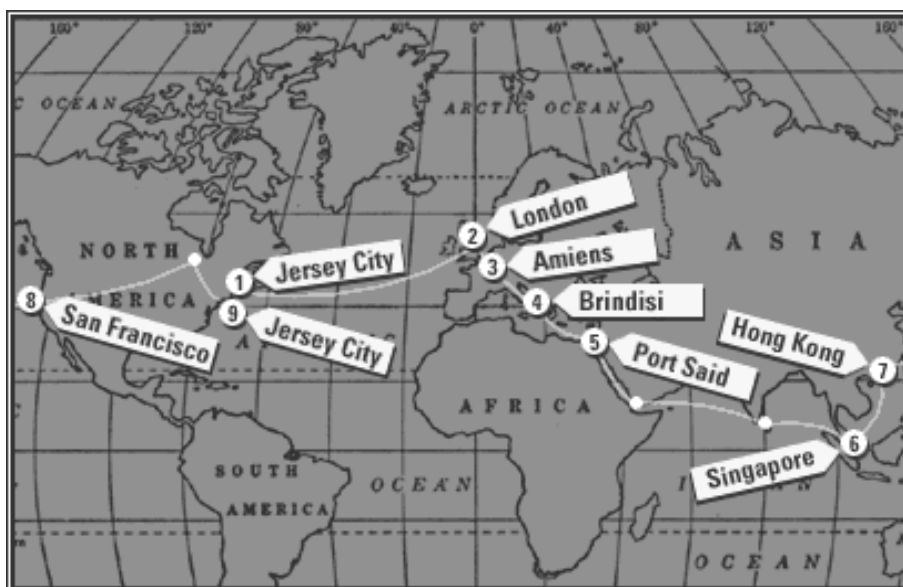 160° 120° 80° 40° 0° 40° 80° 120° 160°
C OCEAN
ARCTIC OCEAN
London
2
NORTH
3
Amiens
ASIA
1
Jersey City
8
AMERICA
4
Brindisi
San Francisco
9
Jersey City
5
Port Said
Hong Kong
7
AFRICA
6
Singapore
SOUTH
AMERICA
OCEAN
OCEAN